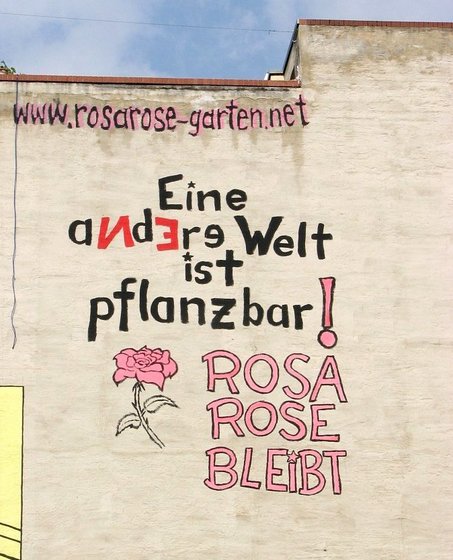 www.rosarose-garten.net
Eine
aNdEre Welt
ist
pflanzbar!
ROSA
ROSE
BLEiBT